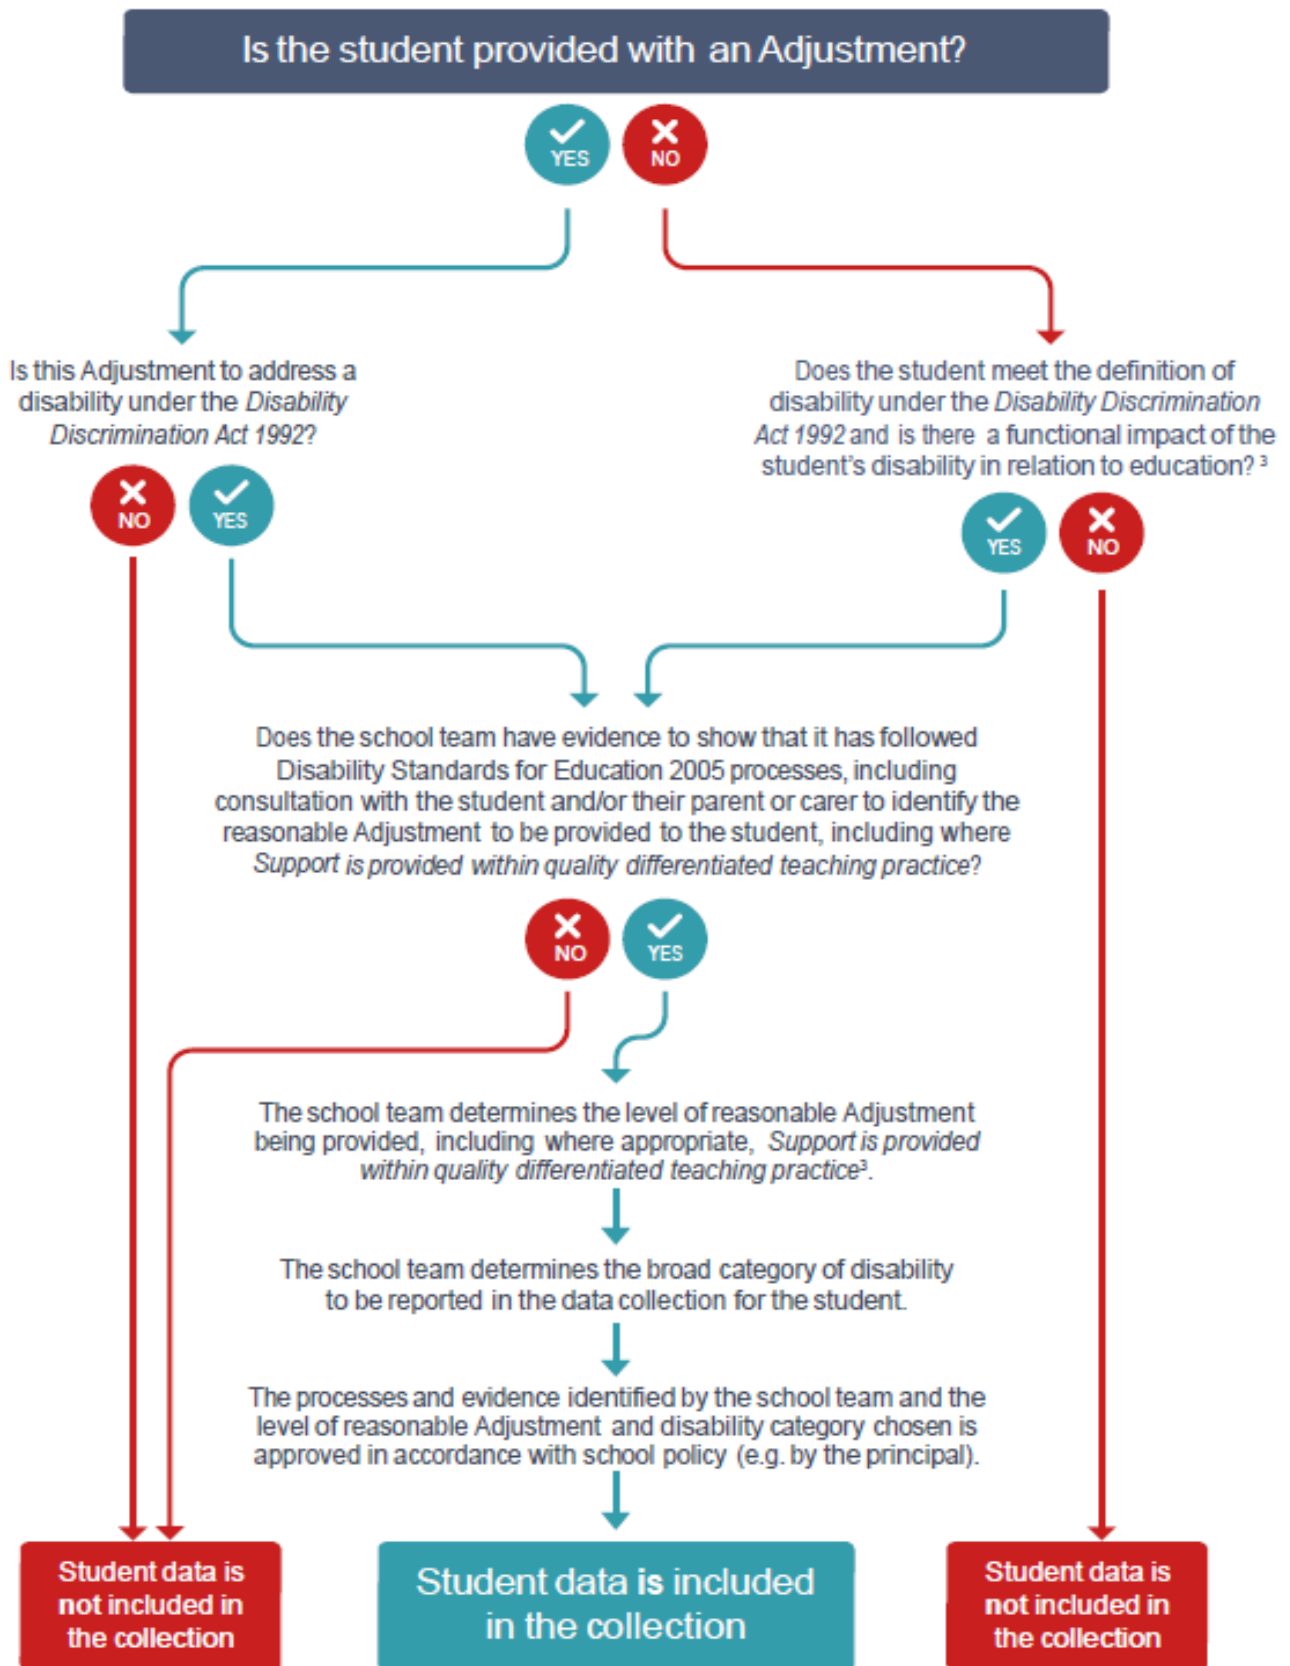 Is the student provided with an Adjustment?
YES
NO
Is this Adjustment to address a
disability under the Disability
Discrimination Act 1992?
NO
YES
Does the student meet the definition of
disability under the Disability Discrimination
Act 1992 and is there a functional impact of the
student's disability in relation to education? 3
YES
NO
Does the school team have evidence to show that it has followed
Disability Standards for Education 2005 processes, including
consultation with the student and/or their parent or carer to identify the
reasonable Adjustment to be provided to the student, including where
Support is provided within quality differentiated teaching practice?
NO
YES
The school team determines the level of reasonable Adjustment
being provided, including where appropriate, Support is provided
within quality differentiated teaching practice3.
The school team determines the broad category of disability
to be reported in the data collection for the student.
The processes and evidence identified by the school team and the
level of reasonable Adjustment and disability category chosen is
approved in accordance with school policy (e.g. by the principal).
Student data is
not included in
the collection
Student data is included
in the collection
Student data is
not included in
the collection